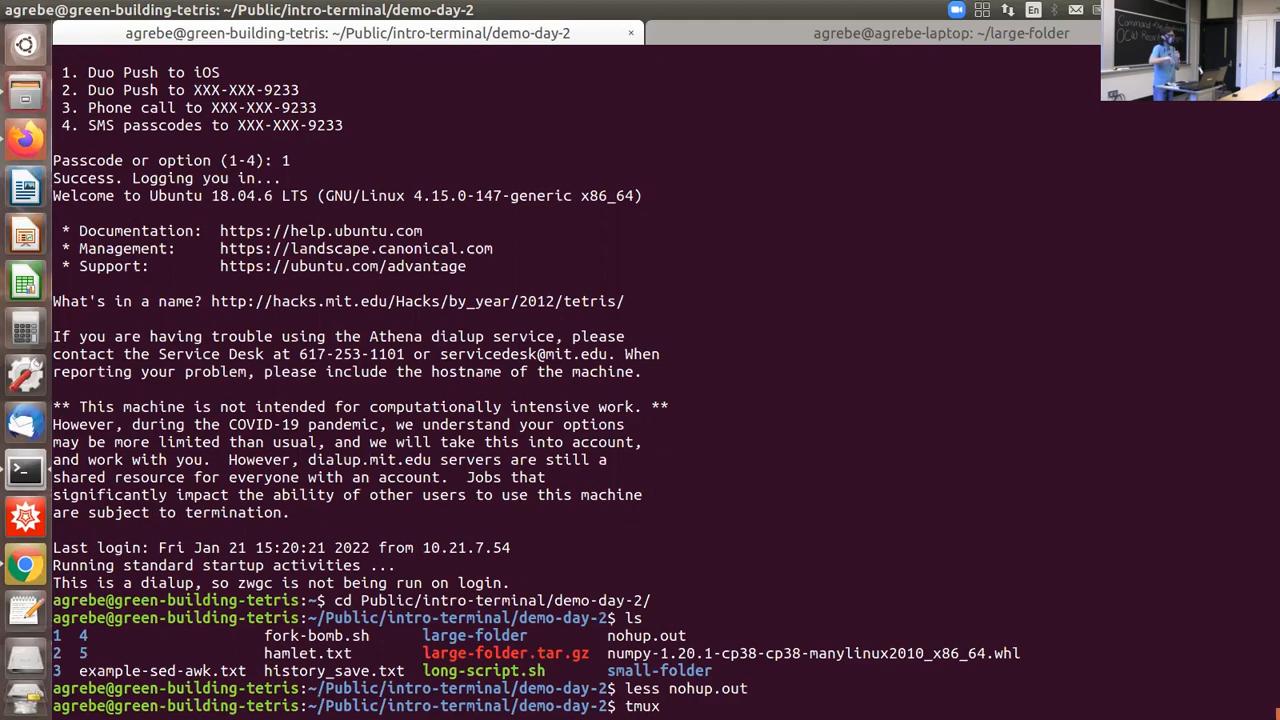 agrebe@green-building-tetris: ~/Public/intro-terminal/demo-day-2
En
agrebe@green-building-tetris: ~/Public/intro-terminal/demo-day-2 ×
agrebe@agrebe-laptop: ~/large-folder
1. Duo Push to iOS
2. Duo Push to XXX-XXX-9233
3. Phone call to XXX-XXX-9233
4. SMS passcodes to XXX-XXX-9233
Passcode or option (1-4): 1
Success. Logging you in...
Welcome to Ubuntu 18.04.6 LTS (GNU/Linux 4.15.0-147-generic x86_64)
* Documentation: https://help.ubuntu.com
* Management: https://landscape.canonical.com
* Support: https://ubuntu.com/advantage
What's in a name? http://hacks.mit.edu/Hacks/by_year/2012/tetris/
If you are having trouble using the Athena dialup service, please
contact the Service Desk at 617-253-1101 or servicedesk@mit.edu. When
reporting your problem, please include the hostname of the machine.
** This machine is not intended for computationally intensive work. **
However, during the COVID-19 pandemic, we understand your options
may be more limited than usual, and we will take this into account,
and work with you. However, dialup.mit.edu servers are still a
shared resource for everyone with an account. Jobs that
significantly impact the ability of other users to use this machine
are subject to termination.
Last login: Fri Jan 21 15:20:21 2022 from 10.21.7.54
Running standard startup activities ...
This is a dialup, so zwgc is not being run on login.
agrebe@green-building-tetris:~$ cd Public/intro-terminal/demo-day-2/
agrebe@green-building-tetris:~/Public/intro-terminal/demo-day-2$ ls
1 4 fork-bomb.sh large-folder nohup.out
2 5 hamlet.txt large-folder.tar.gz numpy-1.20.1-cp38-cp38-manylinux2010_x86_64.whl
3 example-sed-awk.txt history_save.txt long-script.sh small-folder
agrebe@green-building-tetris:~/Public/intro-terminal/demo-day-2$ less nohup.out
agrebe@green-building-tetris:~/Public/intro-terminal/demo-day-2$ tmux